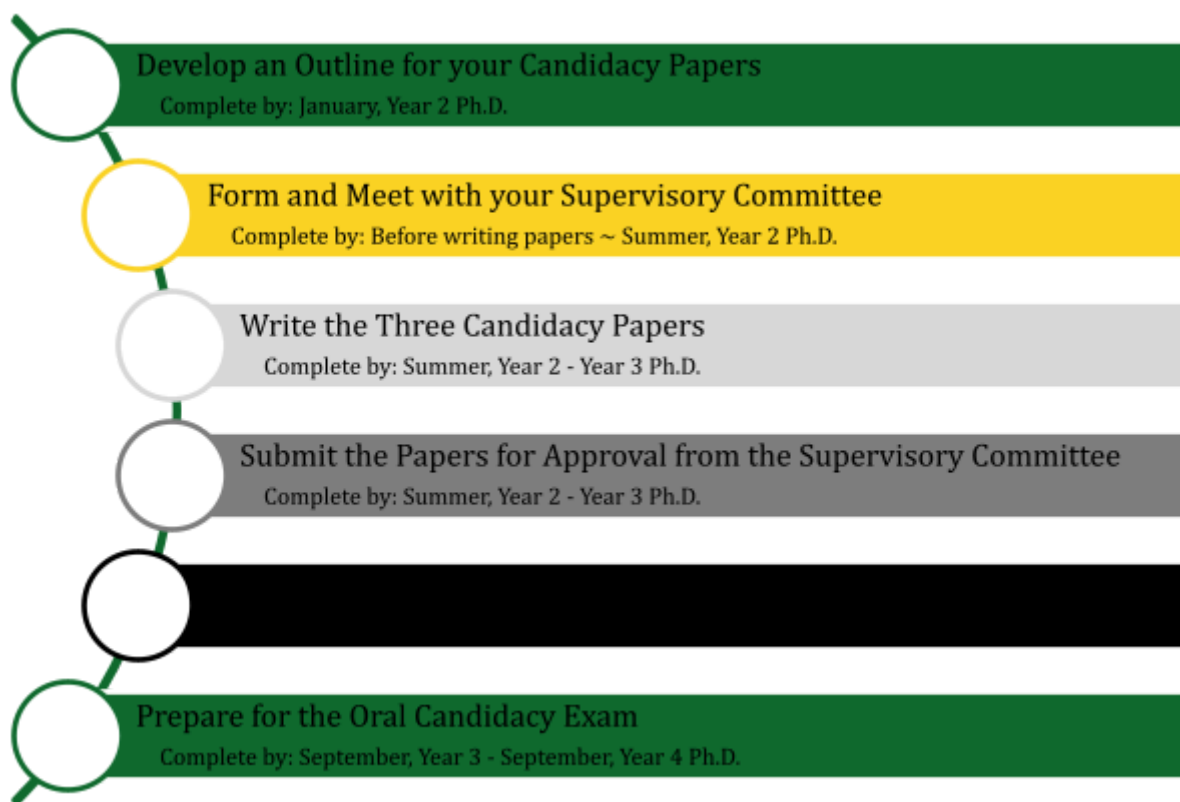 Develop an Outline for your Candidacy Papers
Complete by: January, Year 2 Ph.D.
Form and Meet with your Supervisory Committee
Complete by: Before writing papers ~ Summer, Year 2 Ph.D.
Write the Three Candidacy Papers
Complete by: Summer, Year 2 - Year 3 Ph.D.
Submit the Papers for Approval from the Supervisory Committee
Complete by: Summer, Year 2 - Year 3 Ph.D.
Prepare for the Oral Candidacy Exam
Complete by: September, Year 3 - September, Year 4 Ph.D.